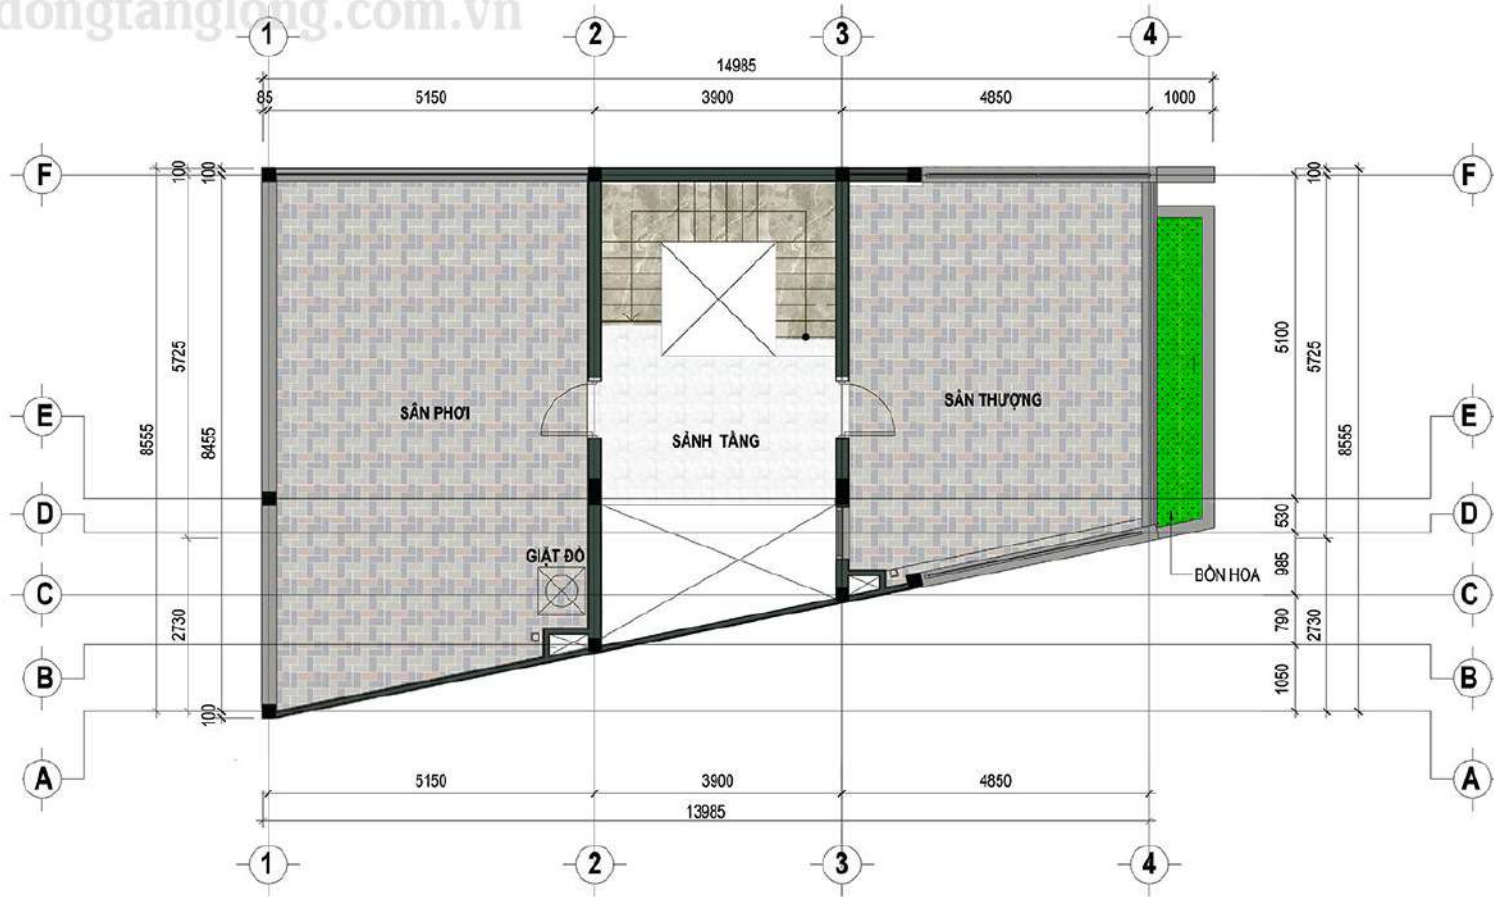 dongtanglong.com.vn
1 2 3 4
14985
85 5150 3900 4850 1000
F 100 100 100 F
5725
8555
8455
2730
100
5100
5725
8555
530
985
790
2730
1050
E E
SÂN PHƠI
SÂN THƯỢNG
SẢNH TẦNG
D D
GIẶT ĐỒ
BỒN HOA
C C
B B
A A
5150 3900 4850
13985
1 2 3 4